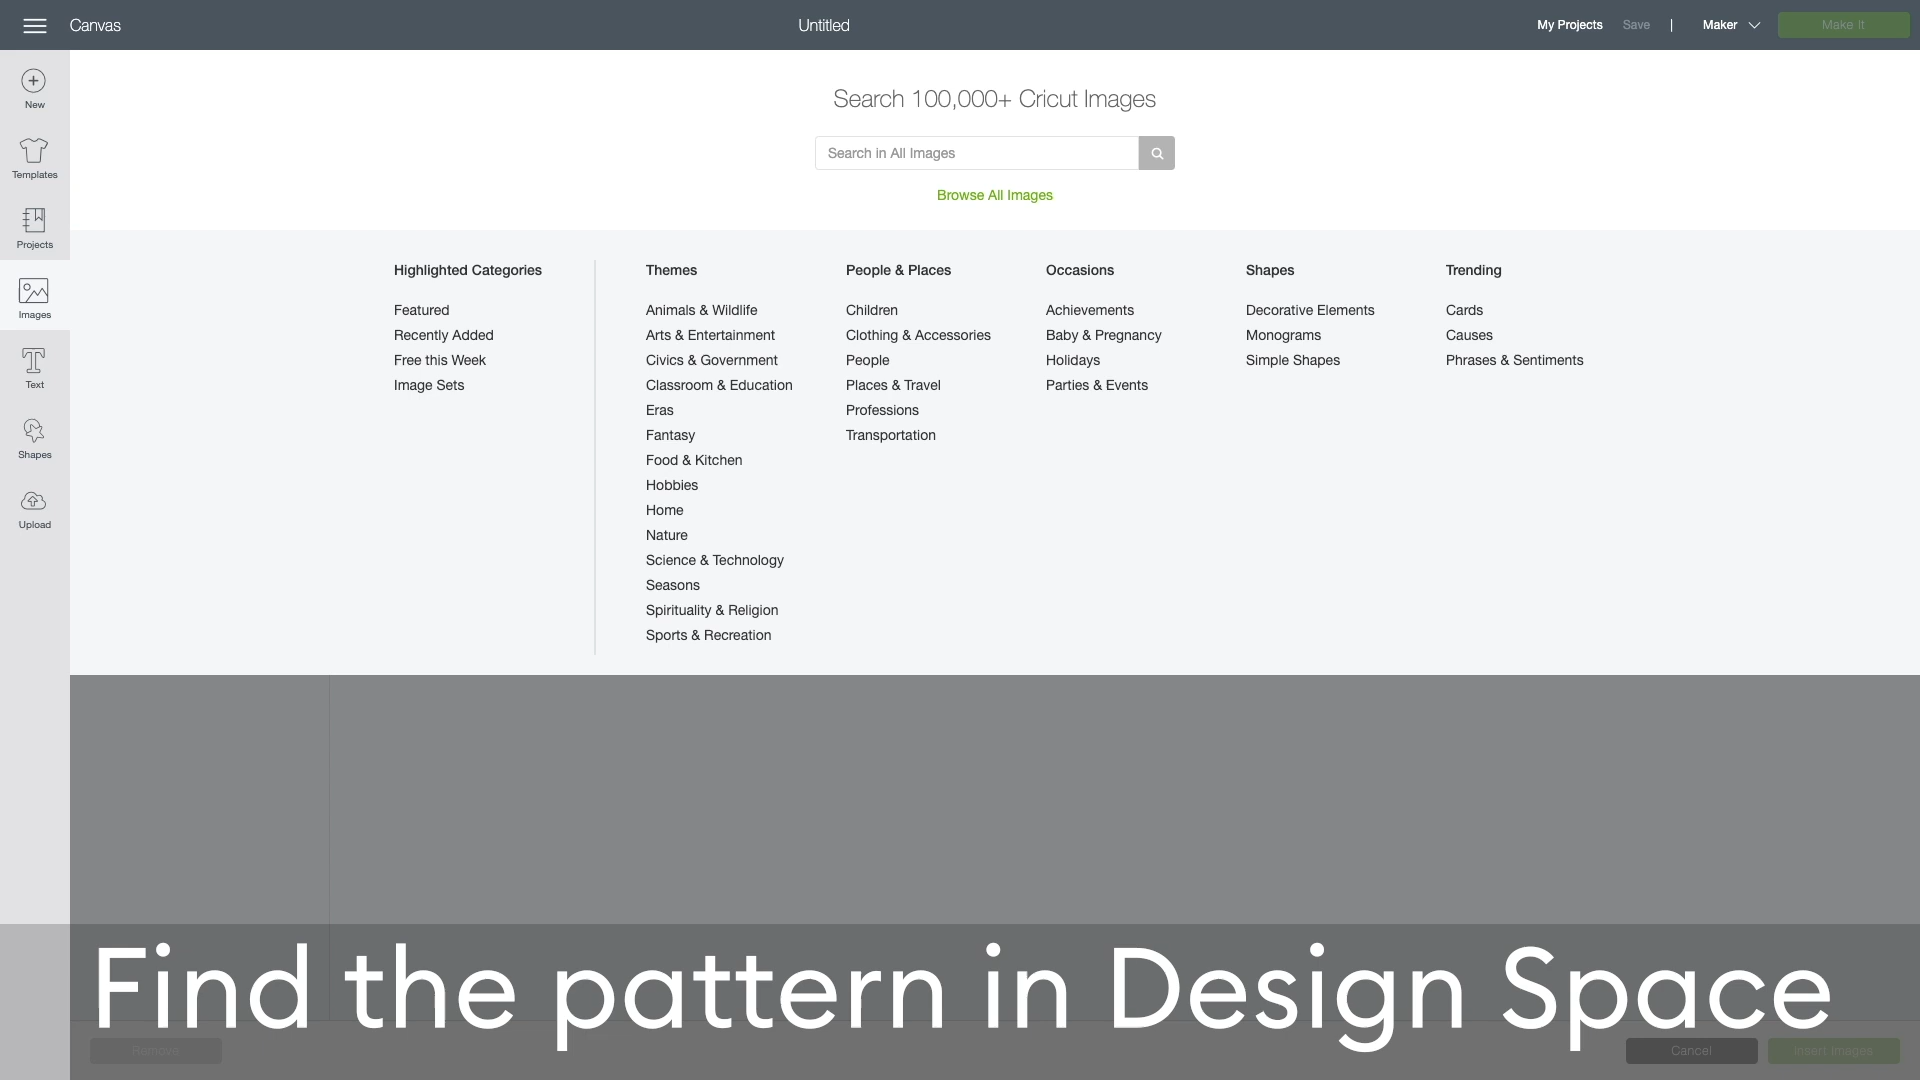 Canvas
Untitled
My Projects Save | Maker Make It
New
Templates
Projects
Images
Text
Shapes
Upload
Search 100,000+ Cricut Images
Search in All Images
Browse All Images
Highlighted Categories
Featured
Recently Added
Free this Week
Image Sets
Themes
Animals & Wildlife
Arts & Entertainment
Civics & Government
Classroom & Education
Eras
Fantasy
Food & Kitchen
Hobbies
Home
Nature
Science & Technology
Seasons
Spirituality & Religion
Sports & Recreation
People & Places
Children
Clothing & Accessories
People
Places & Travel
Professions
Transportation
Occasions
Achievements
Baby & Pregnancy
Holidays
Parties & Events
Shapes
Decorative Elements
Monograms
Simple Shapes
Trending
Cards
Causes
Phrases & Sentiments
Find the pattern in Design Space
Remove
Cancel
Insert Images